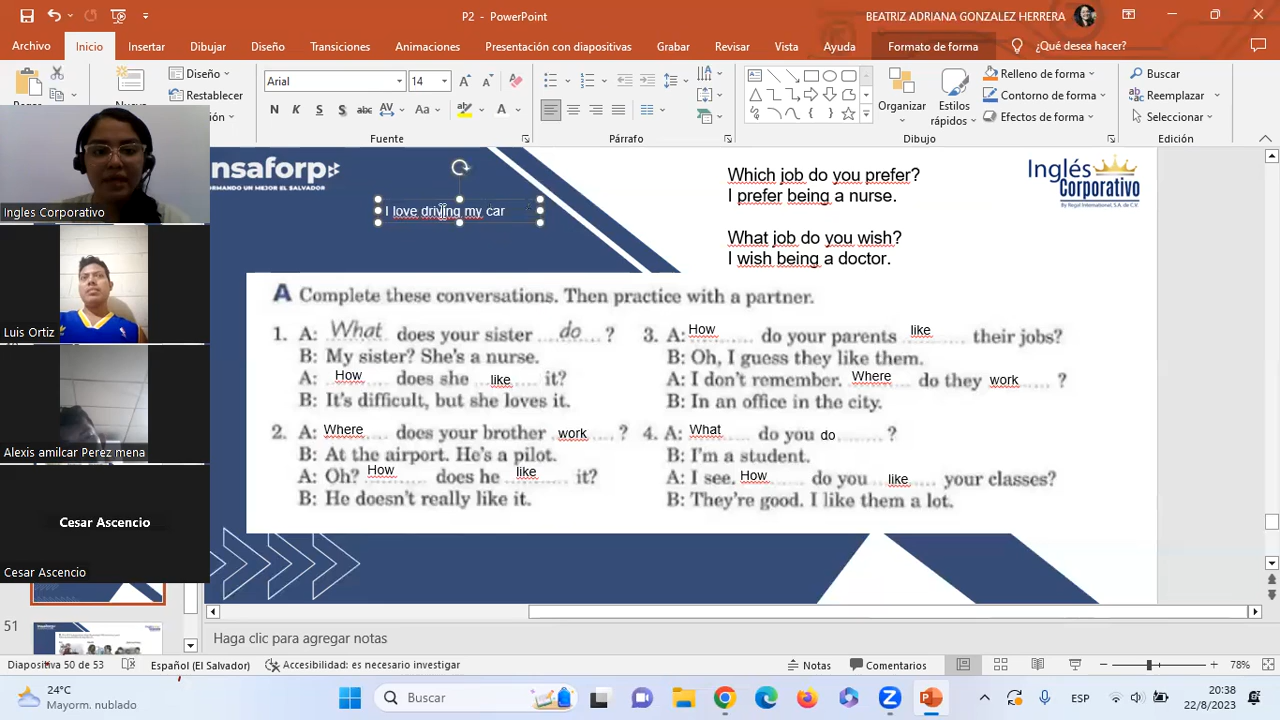 P2 - PowerPoint
BEATRIZ ADRIANA GONZALEZ HERRERA
Archivo Inicio Insertar Dibujar Diseño Transiciones Animaciones Presentación con diapositivas Grabar Revisar Vista Ayuda Formato de forma ¿Qué desea hacer?
Diseño
Restablecer
Arial 14
N K S S abc Aa A
Fuente
Párrafo
Organizar
Estilos rápidos
Dibujo
Relleno de forma
Contorno de forma
Efectos de forma
Buscar
Reemplazar
Seleccionar
Edición
Ingles Corporativo
Luis Ortiz
Alexis amilcar Perez mena
Cesar Ascencio
Cesar Ascencio
nsaforp
ORMANDO UN MEJOR EL SALVADOR
I love driving my car
Which job do you prefer?
I prefer being a nurse.
What job do you wish?
I wish being a doctor.
Inglés
Corporativo
By Regal International, S.A. de C.V.
A Complete these conversations. Then practice with a partner.
1. A: What does your sister do ?
B: My sister? She's a nurse.
A: How does she like it?
B: It's difficult, but she loves it.
2. A: Where does your brother work ?
B: At the airport. He's a pilot.
A: Oh? How does he like it?
B: He doesn't really like it.
3. A: How do your parents like their jobs?
B: Oh, I guess they like them.
A: I don't remember. Where do they work ?
B: In an office in the city.
4. A: What do you do ?
B: I'm a student.
A: I see. How do you like your classes?
B: They're good. I like them a lot.
51
Haga clic para agregar notas
Diapositiva 50 de 53 Español (El Salvador) Accesibilidad: es necesario investigar Notas Comentarios 78%
24°C
Mayorm. nublado
Buscar
ESP
20:38
22/8/2023